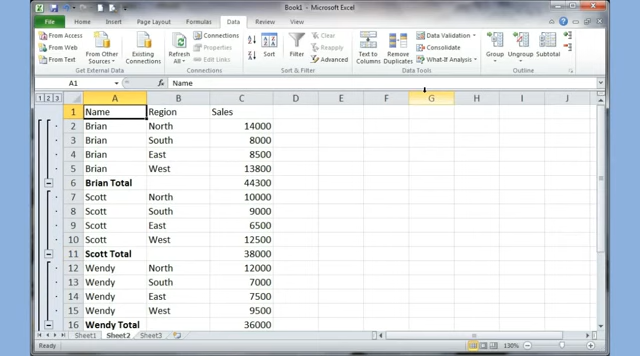 Book1 - Microsoft Excel
File Home Insert Page Layout Formulas Data Review View
From Access
From Web
From Text
From Other Sources
Existing Connections
Get External Data
Refresh All
Connections
Properties
Edit Links
Connections
Sort
Filter
Clear
Reapply
Advanced
Sort & Filter
Text to Columns
Remove Duplicates
Data Validation
Consolidate
What-If Analysis
Data Tools
Group
Ungroup
Subtotal
Outline
A1 fx Name
1 2 3 A B C D E F G H I J
1 Name Region Sales
2 Brian North 14000
3 Brian South 8000
4 Brian East 8500
5 Brian West 13800
6 Brian Total 44300
7 Scott North 10000
8 Scott South 9000
9 Scott East 6500
10 Scott West 12500
11 Scott Total 38000
12 Wendy North 12000
13 Wendy South 7000
14 Wendy East 7500
15 Wendy West 9500
16 Wendy Total 36000
Sheet1 Sheet2 Sheet3
Ready 130%